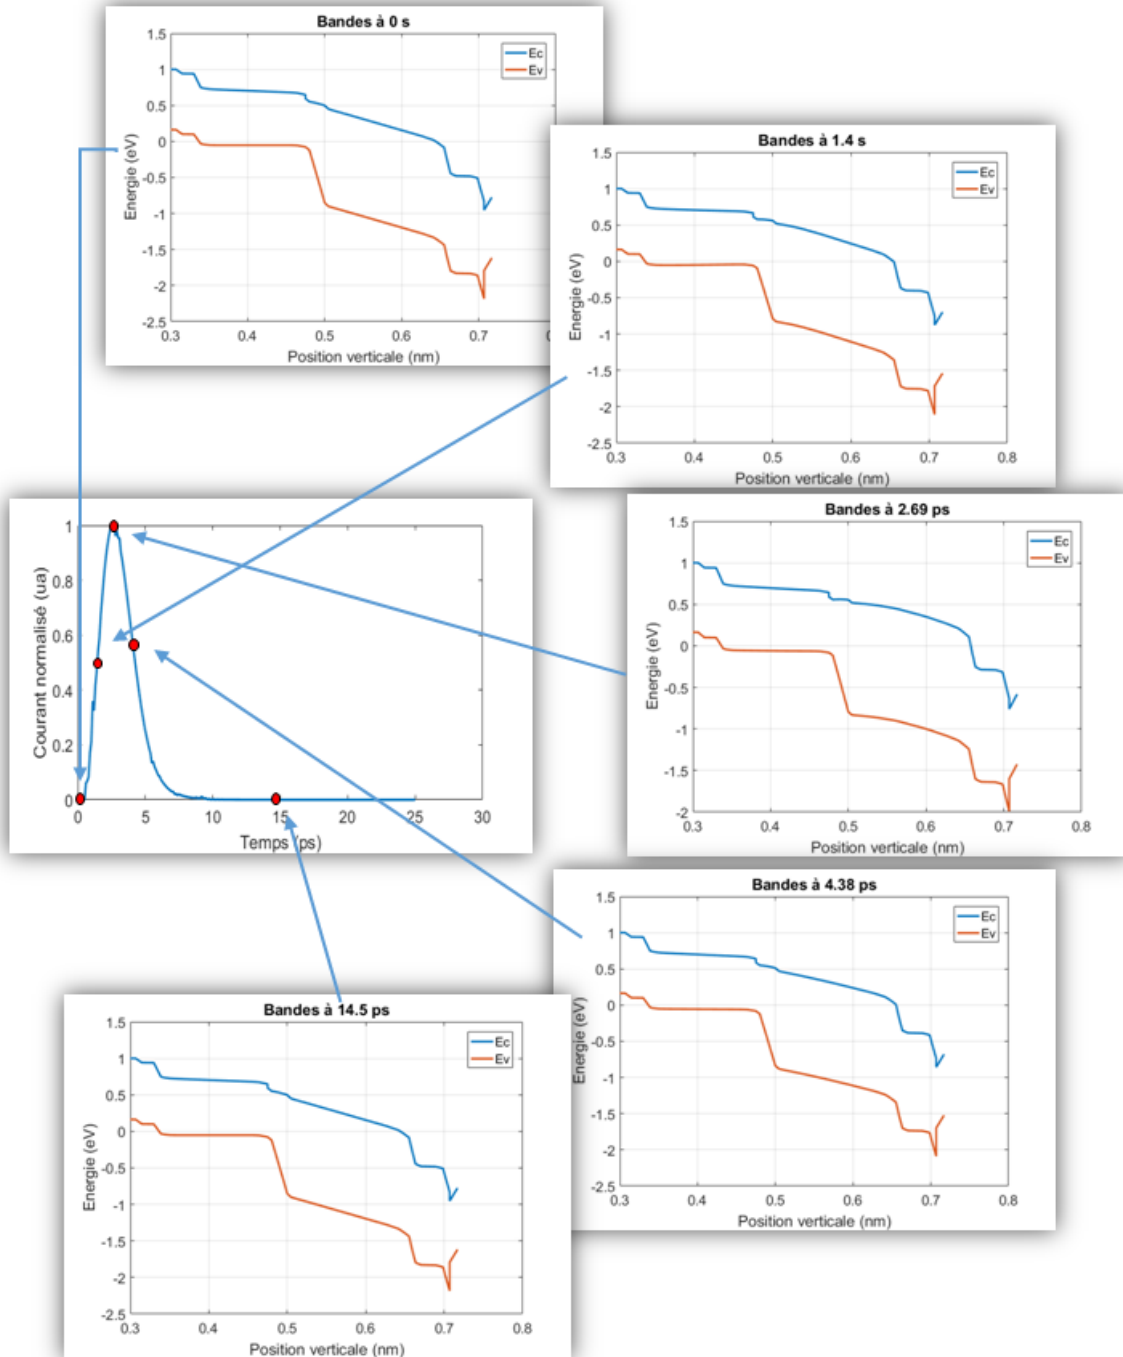 Bandes à 0 s
1.5
1
0.5
0
-0.5
-1
-1.5
-2
-2.5
Energie (eV)
Ec
Ev
0.3 0.4 0.5 0.6 0.7
Position verticale (nm)
Bandes à 1.4 s
1.5
1
0.5
0
-0.5
-1
-1.5
-2
-2.5
Energie (eV)
Ec
Ev
0.3 0.4 0.5 0.6 0.7 0.8
Position verticale (nm)
1
0.8
0.6
0.4
0.2
0
Courant normalisé (ua)
0 5 10 15 20 25 30
Temps (ps)
Bandes à 2.69 ps
1.5
1
0.5
0
-0.5
-1
-1.5
-2
Energie (eV)
Ec
Ev
0.3 0.4 0.5 0.6 0.7 0.8
Position verticale (nm)
Bandes à 4.38 ps
1.5
1
0.5
0
-0.5
-1
-1.5
-2
-2.5
Energie (eV)
Ec
Ev
0.3 0.4 0.5 0.6 0.7 0.8
Position verticale (nm)
Bandes à 14.5 ps
1.5
1
0.5
0
-0.5
-1
-1.5
-2
-2.5
Energie (eV)
Ec
Ev
0.3 0.4 0.5 0.6 0.7 0.8
Position verticale (nm)